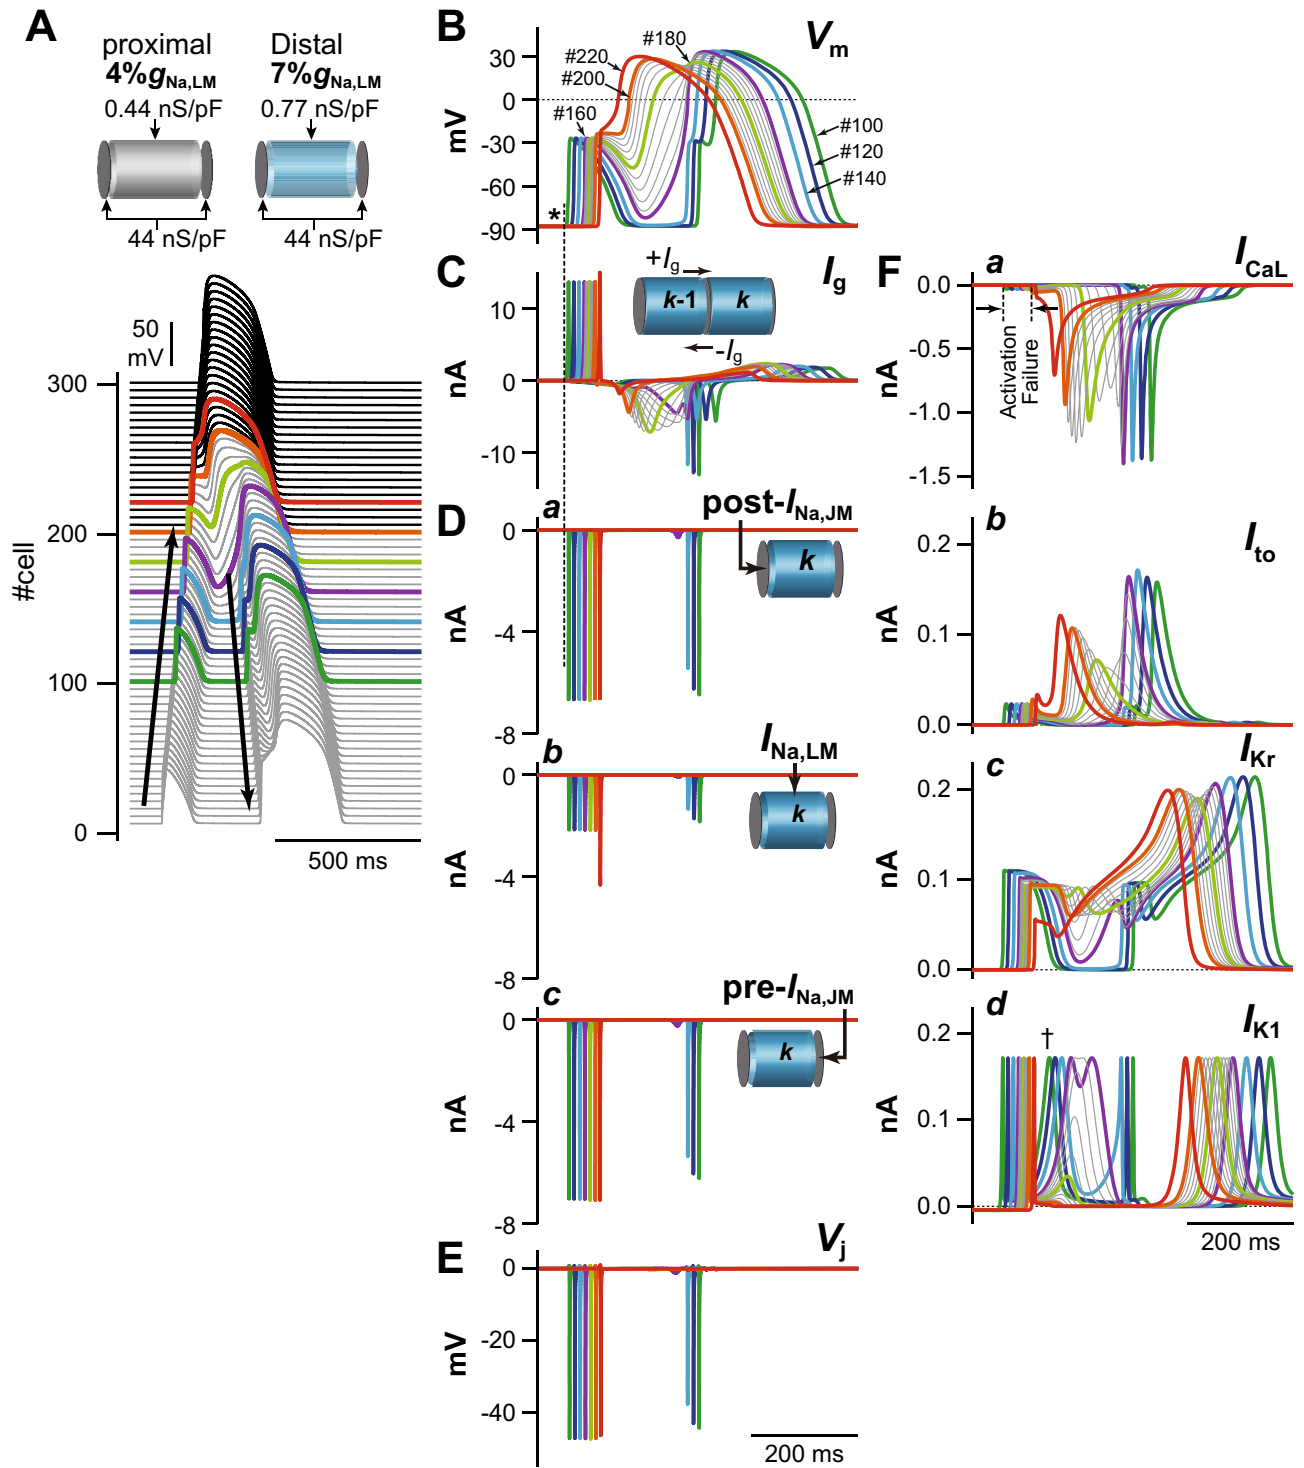 A
proximal
4%gNa,LM
0.44 nS/pF
44 nS/pF
Distal
7%gNa,LM
0.77 nS/pF
44 nS/pF
50
mV
300
200
100
0
#cell
500 ms
B
Vm
30
0
-30
-60
-90
mV
#220
#200
#180
#160
#100
#120
#140
*
C
Ig
10
0
-10
nA
+Ig
k-1
k
-Ig
D
a
post-INa,JM
k
0
-4
-8
nA
b
INa,LM
k
0
-4
-8
nA
c
pre-INa,JM
k
0
-4
-8
nA
E
Vj
0
-20
-40
mV
200 ms
F
a
ICaL
0.0
-0.5
-1.0
-1.5
nA
Activation
Failure
b
Ito
0.2
0.1
0.0
nA
c
IKr
0.2
0.1
0.0
nA
d
IK1
†
0.2
0.1
0.0
nA
200 ms